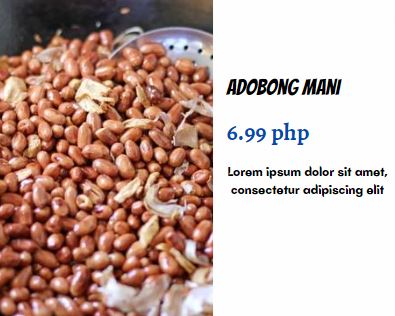 ADOBONG MANI
6.99 php
Lorem ipsum dolor sit amet,
consectetur adipiscing elit